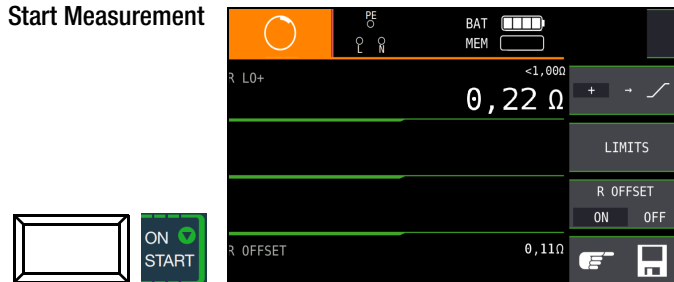 Start Measurement
PE
L N
BAT
MEM
R LO+
<1,00Ω
0,22 Ω
+ → 
LIMITS
R OFFSET
ON OFF
R OFFSET 0,11Ω
ON
START